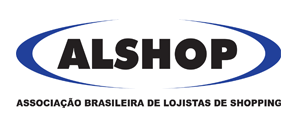 ALSHOP
ASSOCIAÇÃO BRASILEIRA DE LOJISTAS DE SHOPPING